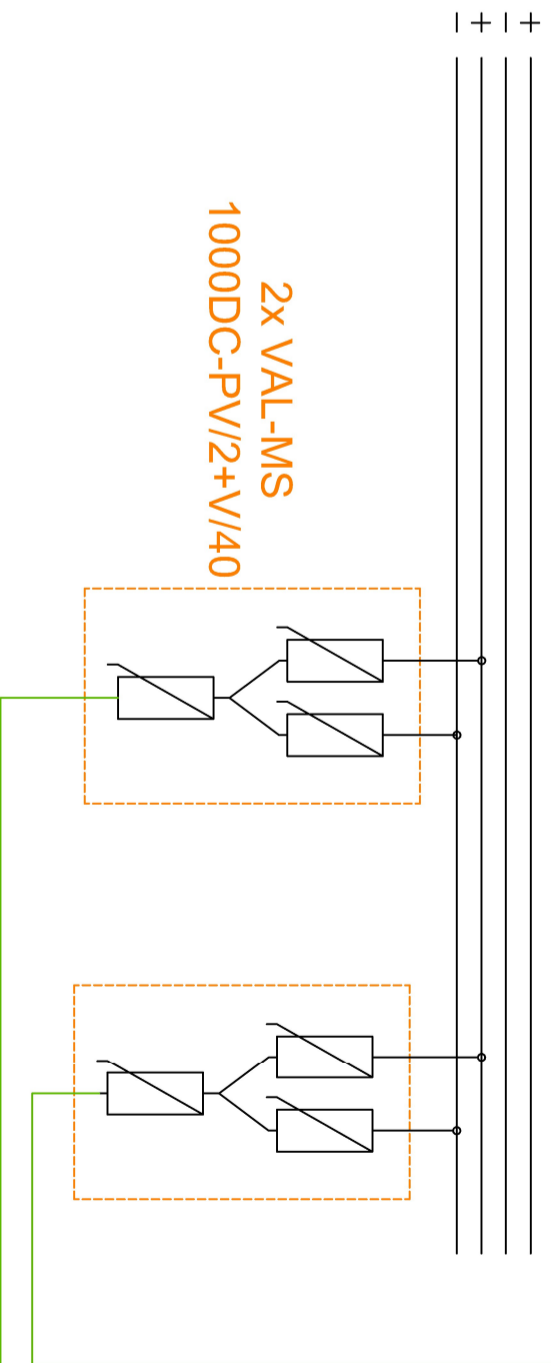 − + − +
2x VAL-MS
1000DC-PV/2+V/40